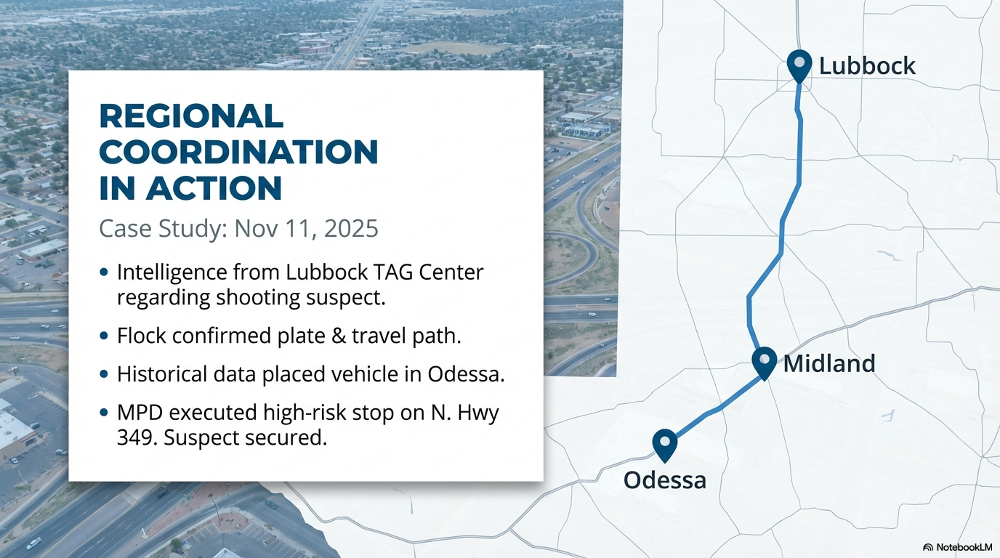 REGIONAL
COORDINATION
IN ACTION
Case Study: Nov 11, 2025
• Intelligence from Lubbock TAG Center
regarding shooting suspect.
• Flock confirmed plate & travel path.
• Historical data placed vehicle in Odessa.
• MPD executed high-risk stop on N. Hwy
349. Suspect secured.
Lubbock
Midland
Odessa
NotebookLM